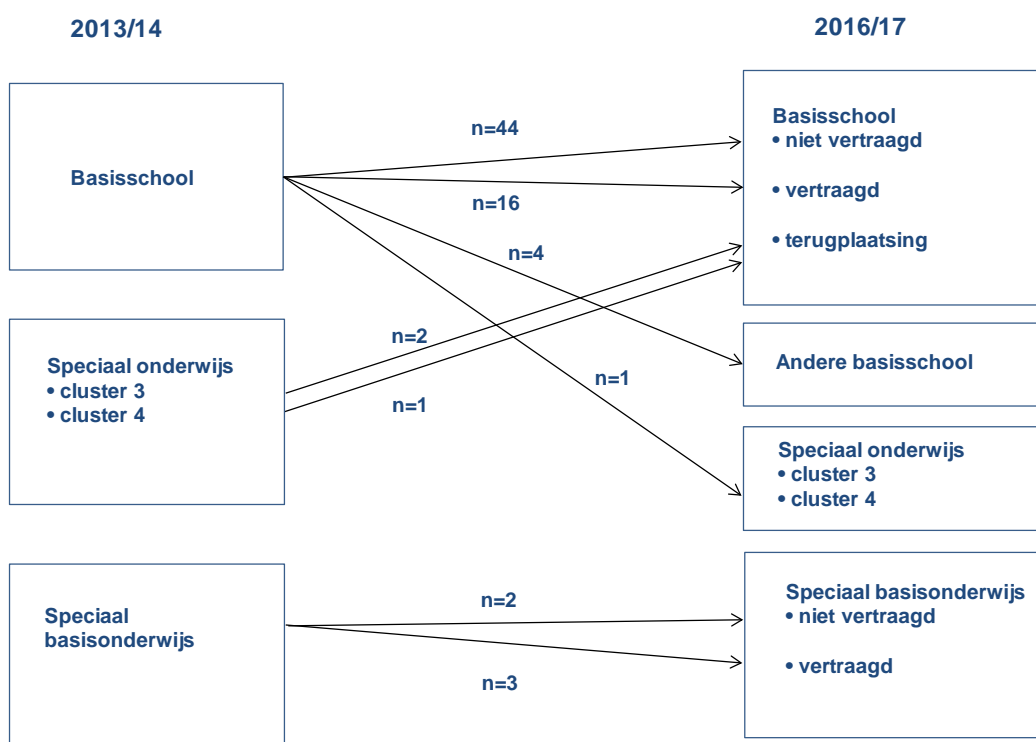 2013/14
2016/17
Basisschool
Speciaal onderwijs
• cluster 3
• cluster 4
Speciaal
basisonderwijs
n=44
n=16
n=4
n=2
n=1
n=1
n=2
n=3
Basisschool
• niet vertraagd
• vertraagd
• terugplaatsing
Andere basisschool
Speciaal onderwijs
• cluster 3
• cluster 4
Speciaal basisonderwijs
• niet vertraagd
• vertraagd